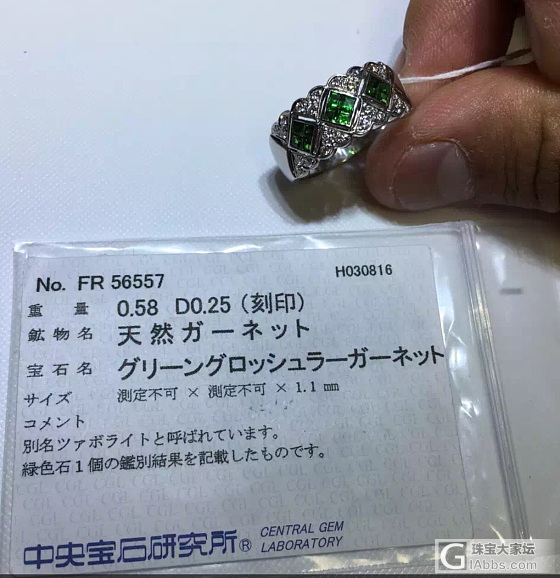 No. FR 56557
H030816
重量 0.58 D0.25 (刻印)
鉱物名 天然ガーネット
宝石名 グリーングロッシュラーガーネット
サイズ 測定不可 × 測定不可 × 1.1 mm
コメント
別名ツァボライトと呼ばれています。
緑色石1個の鑑別結果を記載したものです。
中央宝石研究所® CENTRAL GEM LABORATORY
珠宝大家坛
iAbbs.com